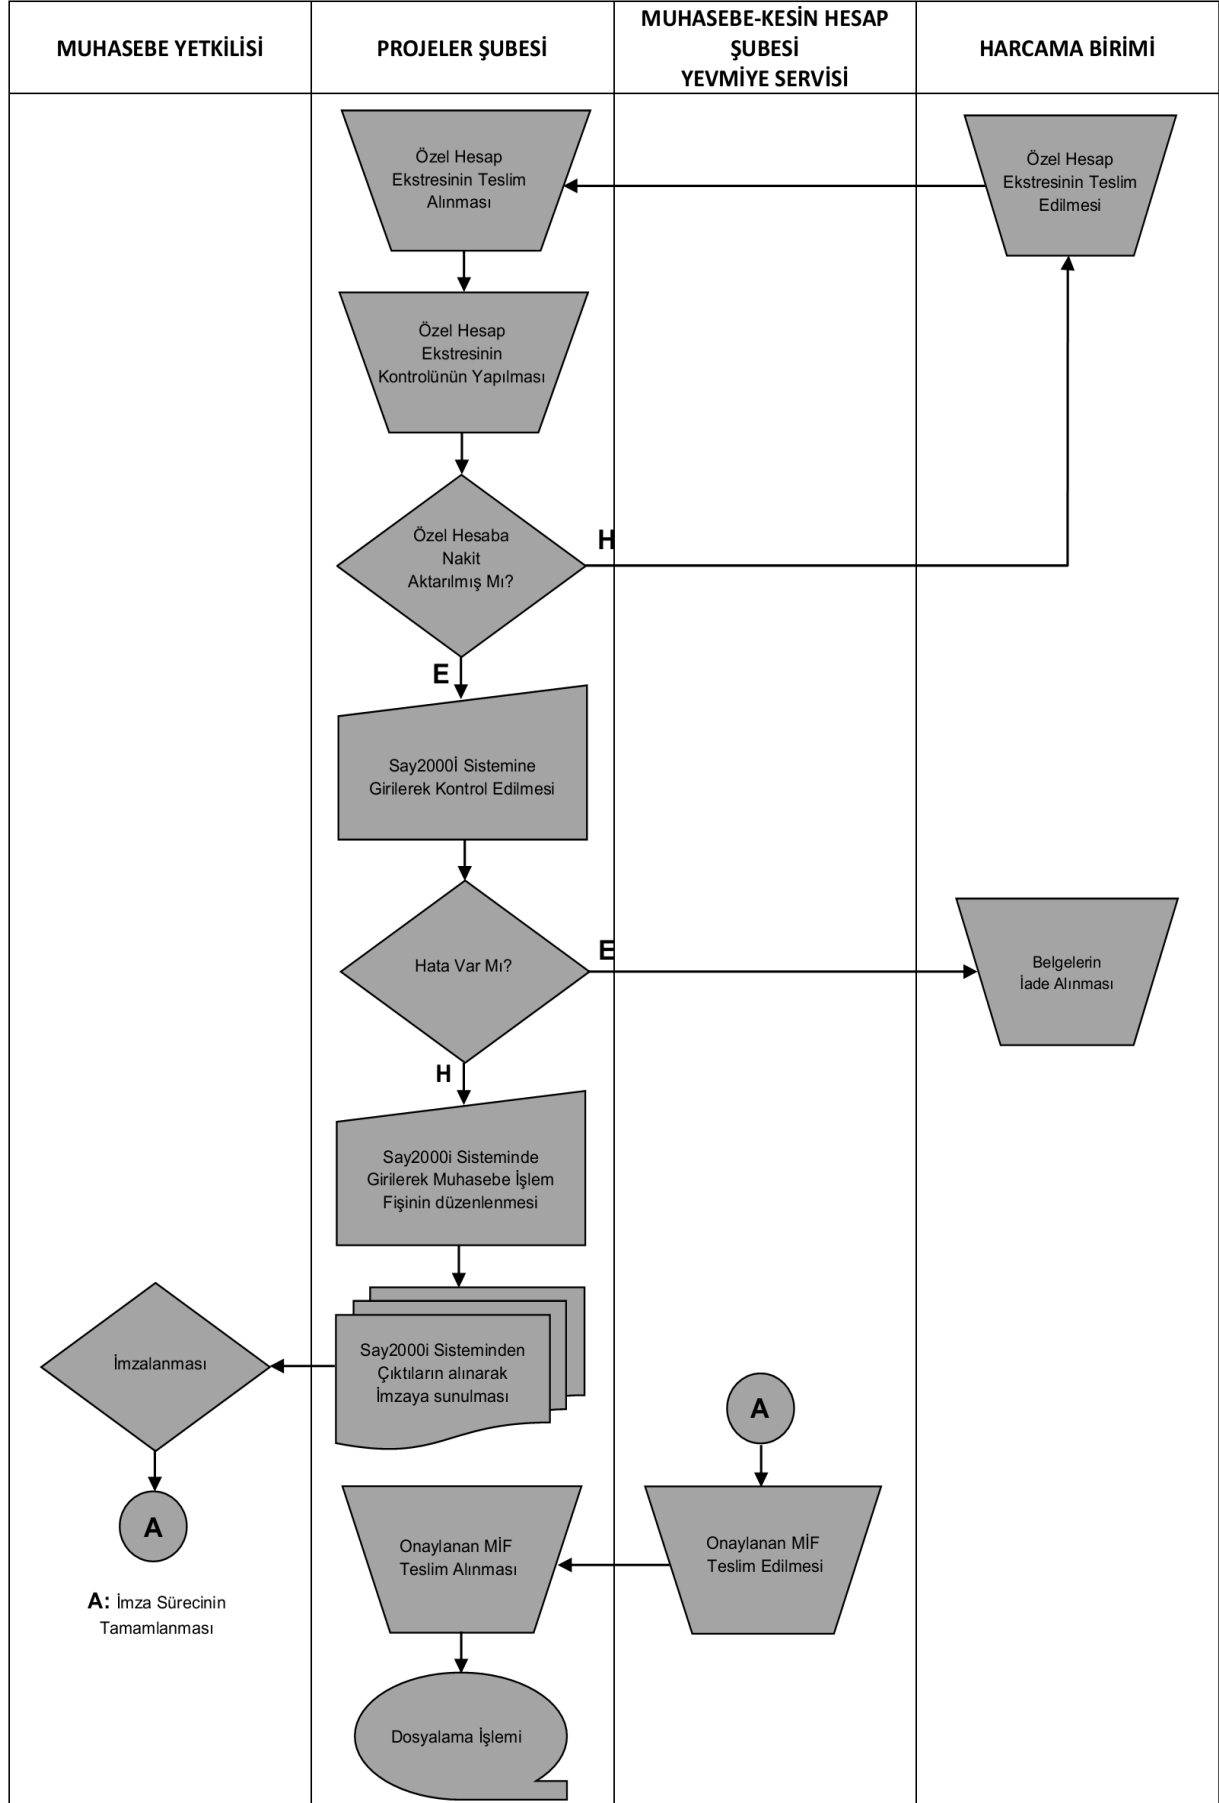 MUHASEBE YETKİLİSİ
PROJELER ŞUBESİ
MUHASEBE-KESİN HESAP
ŞUBESİ
YEVMİYE SERVİSİ
HARCAMA BİRİMİ
Özel Hesap
Ekstresinin Teslim
Alınması
Özel Hesap
Ekstresinin Teslim
Edilmesi
Özel Hesap
Ekstresinin
Kontrolünün Yapılması
Özel Hesaba
Nakit
Aktarılmış Mı?
H
E
Say2000İ Sistemine
Girilerek Kontrol Edilmesi
Hata Var Mı?
E
Belgelerin
İade Alınması
H
Say2000i Sisteminde
Girilerek Muhasebe İşlem
Fişinin düzenlenmesi
İmzalanması
Say2000i Sisteminden
Çıktıların alınarak
İmzaya sunulması
A
A
Onaylanan MİF
Teslim Alınması
Onaylanan MİF
Teslim Edilmesi
A: İmza Sürecinin
Tamamlanması
Dosyalama İşlemi